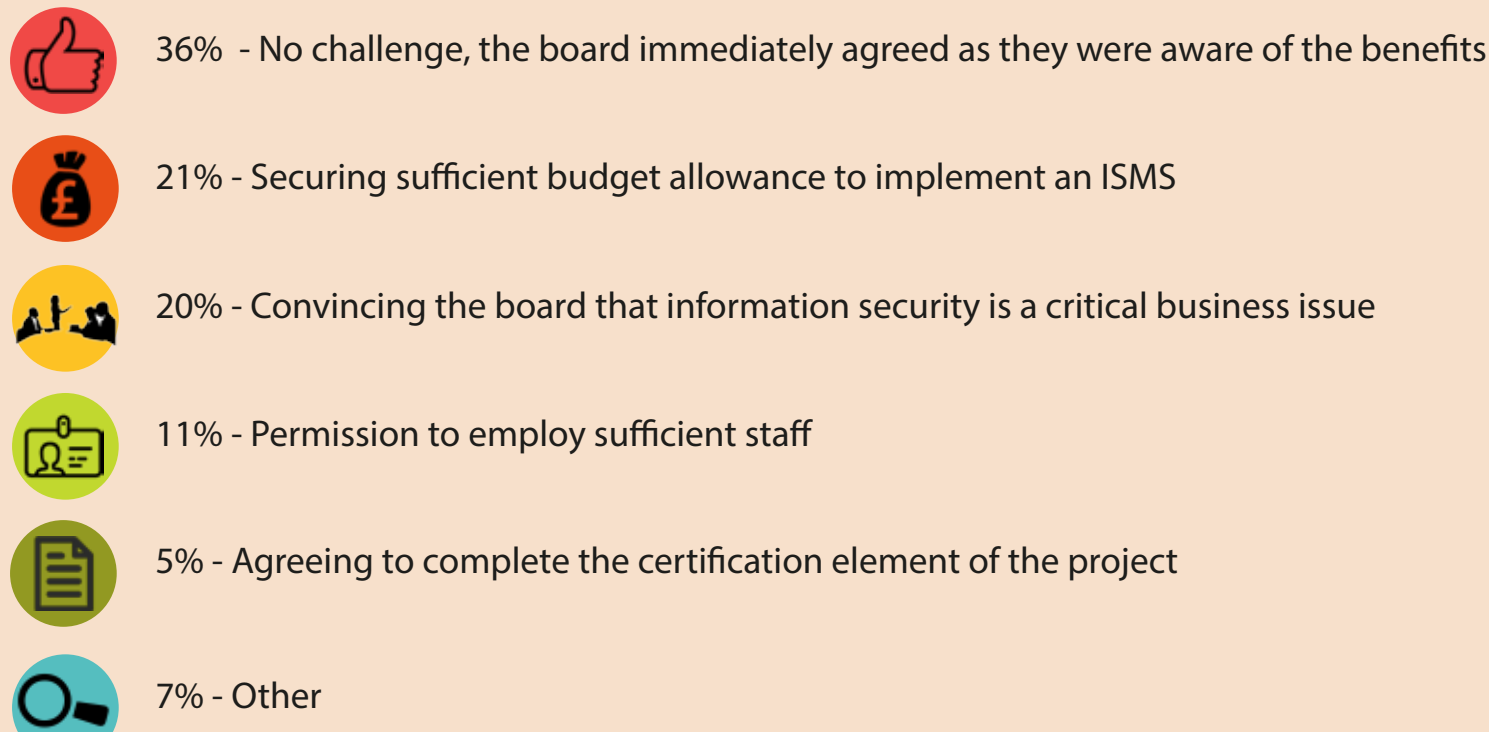 36% - No challenge, the board immediately agreed as they were aware of the benefits
£
21% - Securing sufficient budget allowance to implement an ISMS
20% - Convincing the board that information security is a critical business issue
11% - Permission to employ sufficient staff
5% - Agreeing to complete the certification element of the project
7% - Other